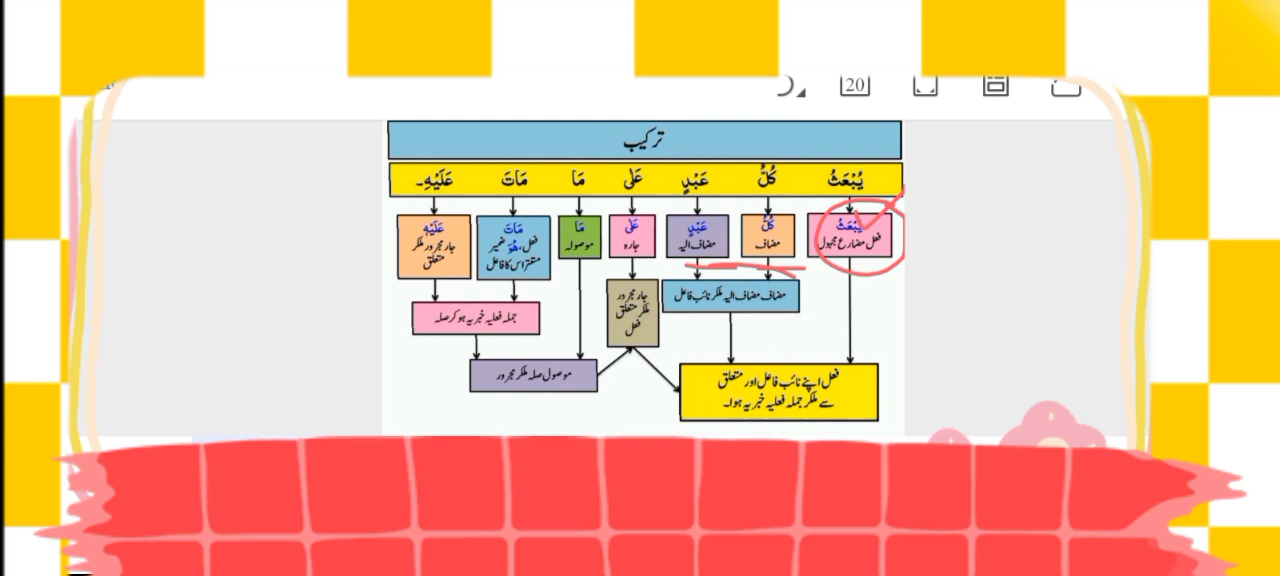 20
ترکیب
یُبْعَثُ کُلُّ عَبْدٍ عَلٰی مَا مَاتَ عَلَیْهِ۔
یُبْعَثُ
فعل مضارع مجہول
کُلُّ
مضاف
عَبْدٍ
مضاف الیہ
عَلٰی
جارہ
مَا
موصولہ
مَاتَ
فعل، هُوَ ضمیر
مستتر اس کا فاعل
عَلَیْهِ
جار مجرور ملکر
متعلق
مضاف مضاف الیہ ملکر نائب فاعل
جار مجرور
ملکر متعلق
فعل
جملہ فعلیہ خبریہ ہو کر صلہ
موصول صلہ ملکر مجرور
فعل اپنے نائب فاعل اور متعلق
سے ملکر جملہ فعلیہ خبریہ ہوا۔